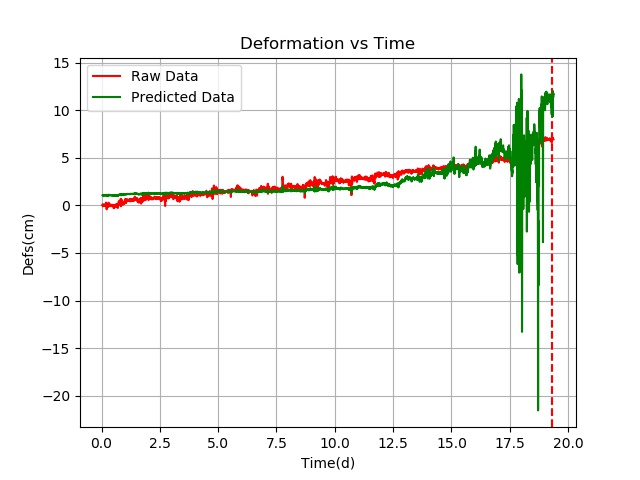 Deformation vs Time
Raw Data
Predicted Data
Defs(cm)
15
10
5
0
−5
−10
−15
−20
0.0 2.5 5.0 7.5 10.0 12.5 15.0 17.5 20.0
Time(d)